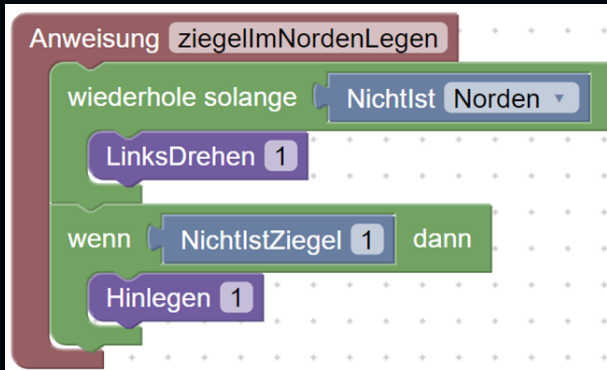 Anweisung ziegelImNordenLegen
wiederhole solange NichtIst Norden
LinksDrehen 1
wenn NichtIstZiegel 1 dann
Hinlegen 1